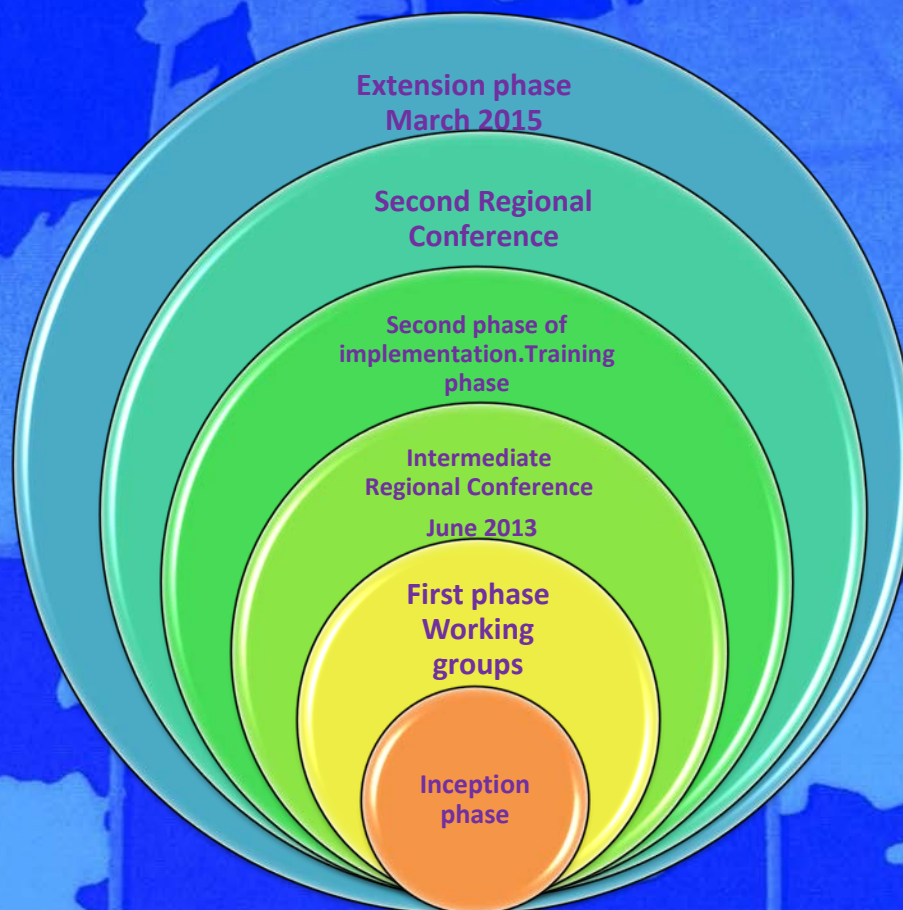 Extension phase
March 2015
Second Regional
Conference
Second phase of
implementation.Training
phase
Intermediate
Regional Conference
June 2013
First phase
Working
groups
Inception
phase